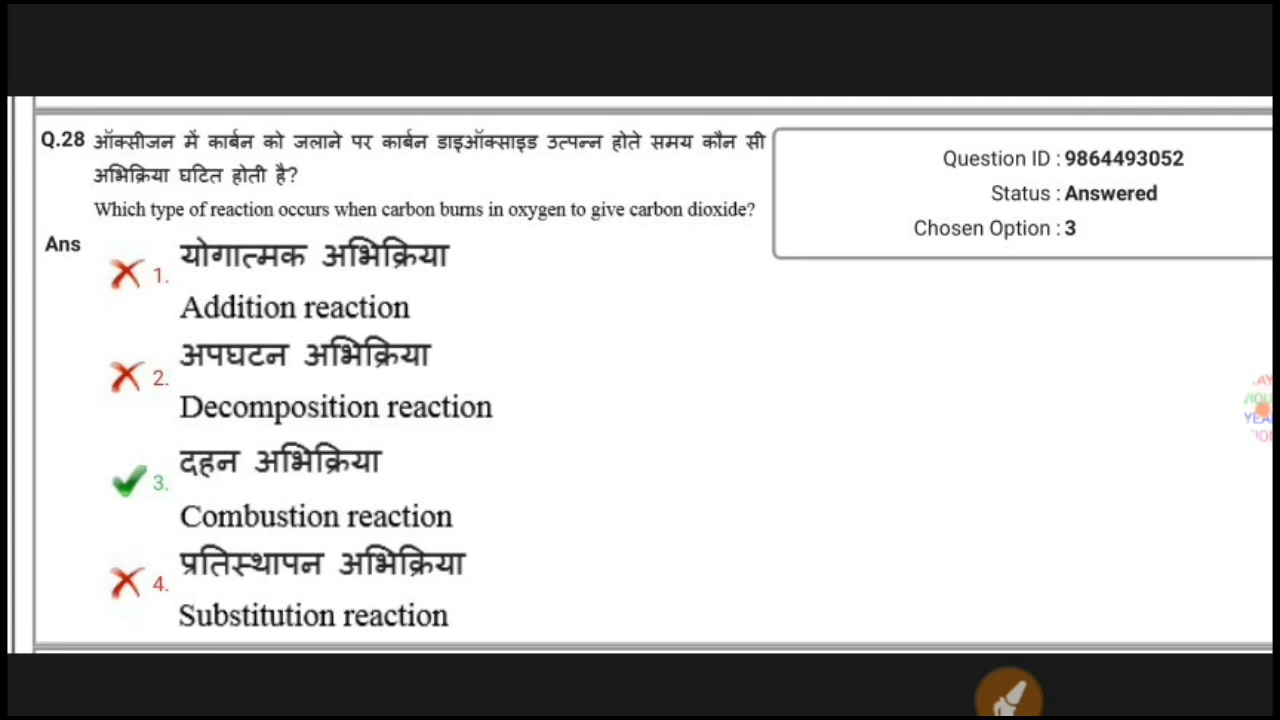 Q.28 ऑक्सीजन में कार्बन को जलाने पर कार्बन डाइऑक्साइड उत्पन्न होते समय कौन सी
अभिक्रिया घटित होती है?
Which type of reaction occurs when carbon burns in oxygen to give carbon dioxide?
Question ID : 9864493052
Status : Answered
Chosen Option : 3
Ans
1. योगात्मक अभिक्रिया
Addition reaction
2. अपघटन अभिक्रिया
Decomposition reaction
3. दहन अभिक्रिया
Combustion reaction
4. प्रतिस्थापन अभिक्रिया
Substitution reaction